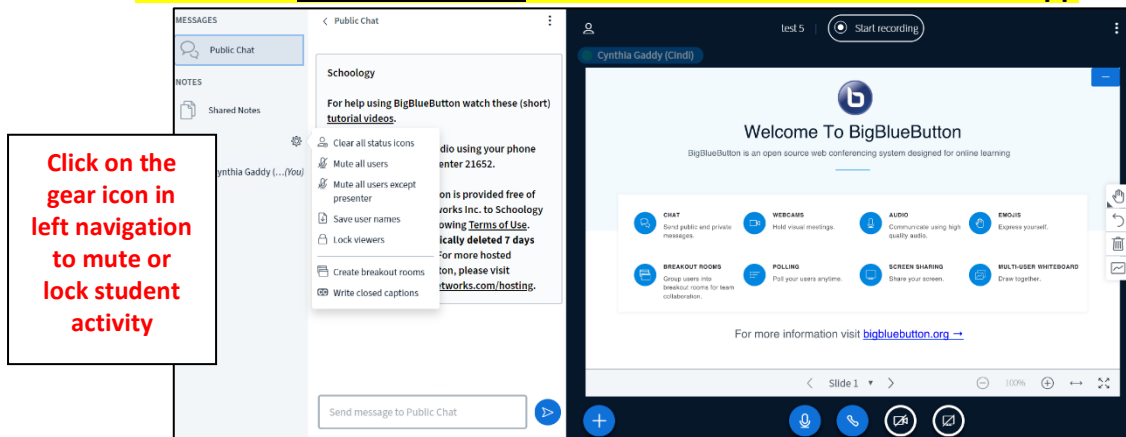 MESSAGES
Public Chat
NOTES
Shared Notes
ynthia Gaddy (...(You)
Click on the
gear icon in
left navigation
to mute or
lock student
activity
Public Chat
Schoology
For help using BigBlueButton watch these (short)
tutorial videos.
dio using your phone
enter 21652.
on is provided free of
works Inc. to Schoology
owing Terms of Use.
ically deleted 7 days
or more hosted
ton, please visit
etworks.com/hosting.
Clear all status icons
Mute all users
Mute all users except
presenter
Save user names
Lock viewers
Create breakout rooms
Write closed captions
Send message to Public Chat
test 5
Start recording
Cynthia Gaddy (Cindi)
b
Welcome To BigBlueButton
BigBlueButton is an open source web conferencing system designed for online learning
CHAT
Send public and private
messages.
WEBCAMS
Hold visual meetings.
AUDIO
Communicate using high
quality audio.
EMOJIS
Express yourself.
BREAKOUT ROOMS
Group users into
breakout rooms for team
collaboration.
POLLING
Poll your users anytime.
SCREEN SHARING
Share your screen.
MULTI-USER WHITEBOARD
Draw together.
For more information visit bigbluebutton.org →
Slide 1
100%